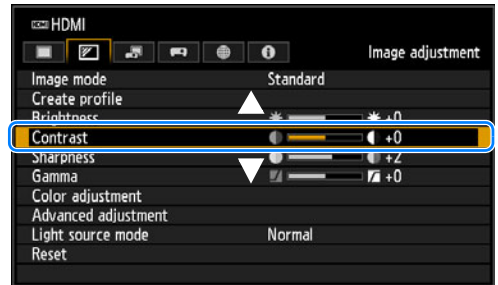 HDMI HDMI
Image adjustment
Image mode Standard
Create profile
Brightness +0
Contrast +0
Sharpness +2
Gamma +0
Color adjustment
Advanced adjustment
Light source mode Normal
Reset